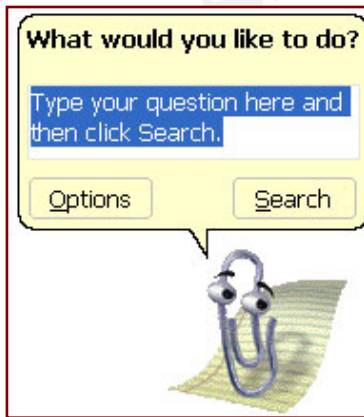 What would you like to do?
Type your question here and
then click Search.
Options
Search